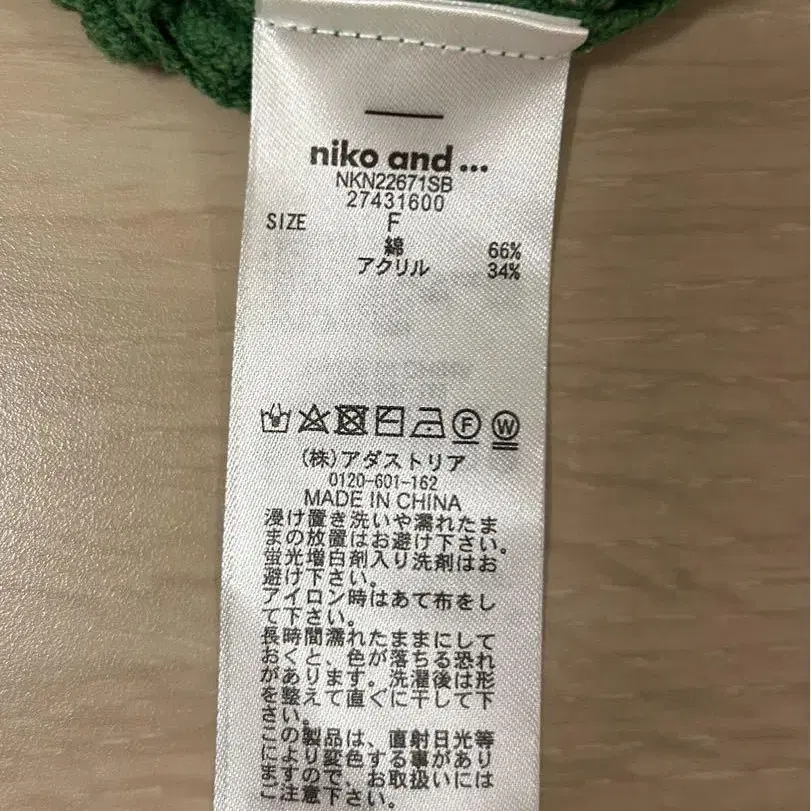 niko and ...
NKN22671SB
27431600
SIZE F
綿 66%
アクリル 34%
F W
(株)アダストリア
0120-601-162
MADE IN CHINA
浸け置き洗いや濡れたま
まの放置はお避け下さい。
蛍光増白剤入り洗剤はお
避け下さい。
アイロン時はあて布をし
て下さい。
長時間濡れたままにして
おくと、色が落ちる恐れ
があります。洗濯後は形
を整えて直ぐに干して下
さい。
この製品は、直射日光等
により変色する事があり
ますので、お取扱いには
ご注意下さい。